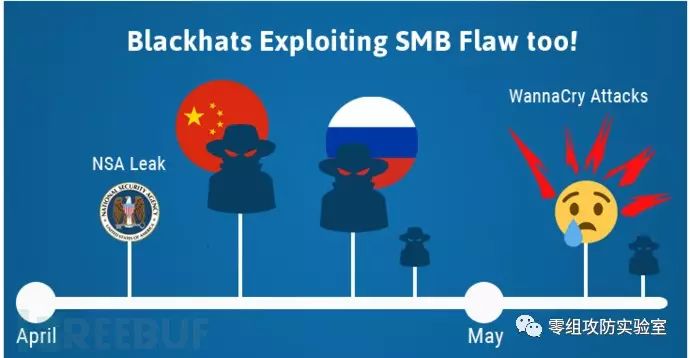 Blackhats Exploiting SMB Flaw too!
WannaCry Attacks
NSA Leak
NATIONAL SECURITY AGENCY
UNITED STATES OF AMERICA
REEBUF
April
May
零组攻防实验室